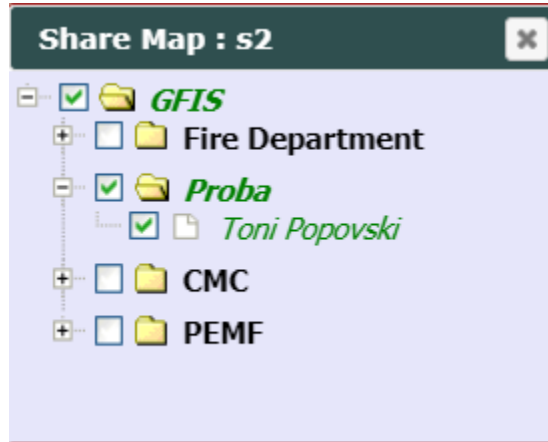 Share Map : s2
GFIS
Fire Department
Proba
Toni Popovski
CMC
PEMF